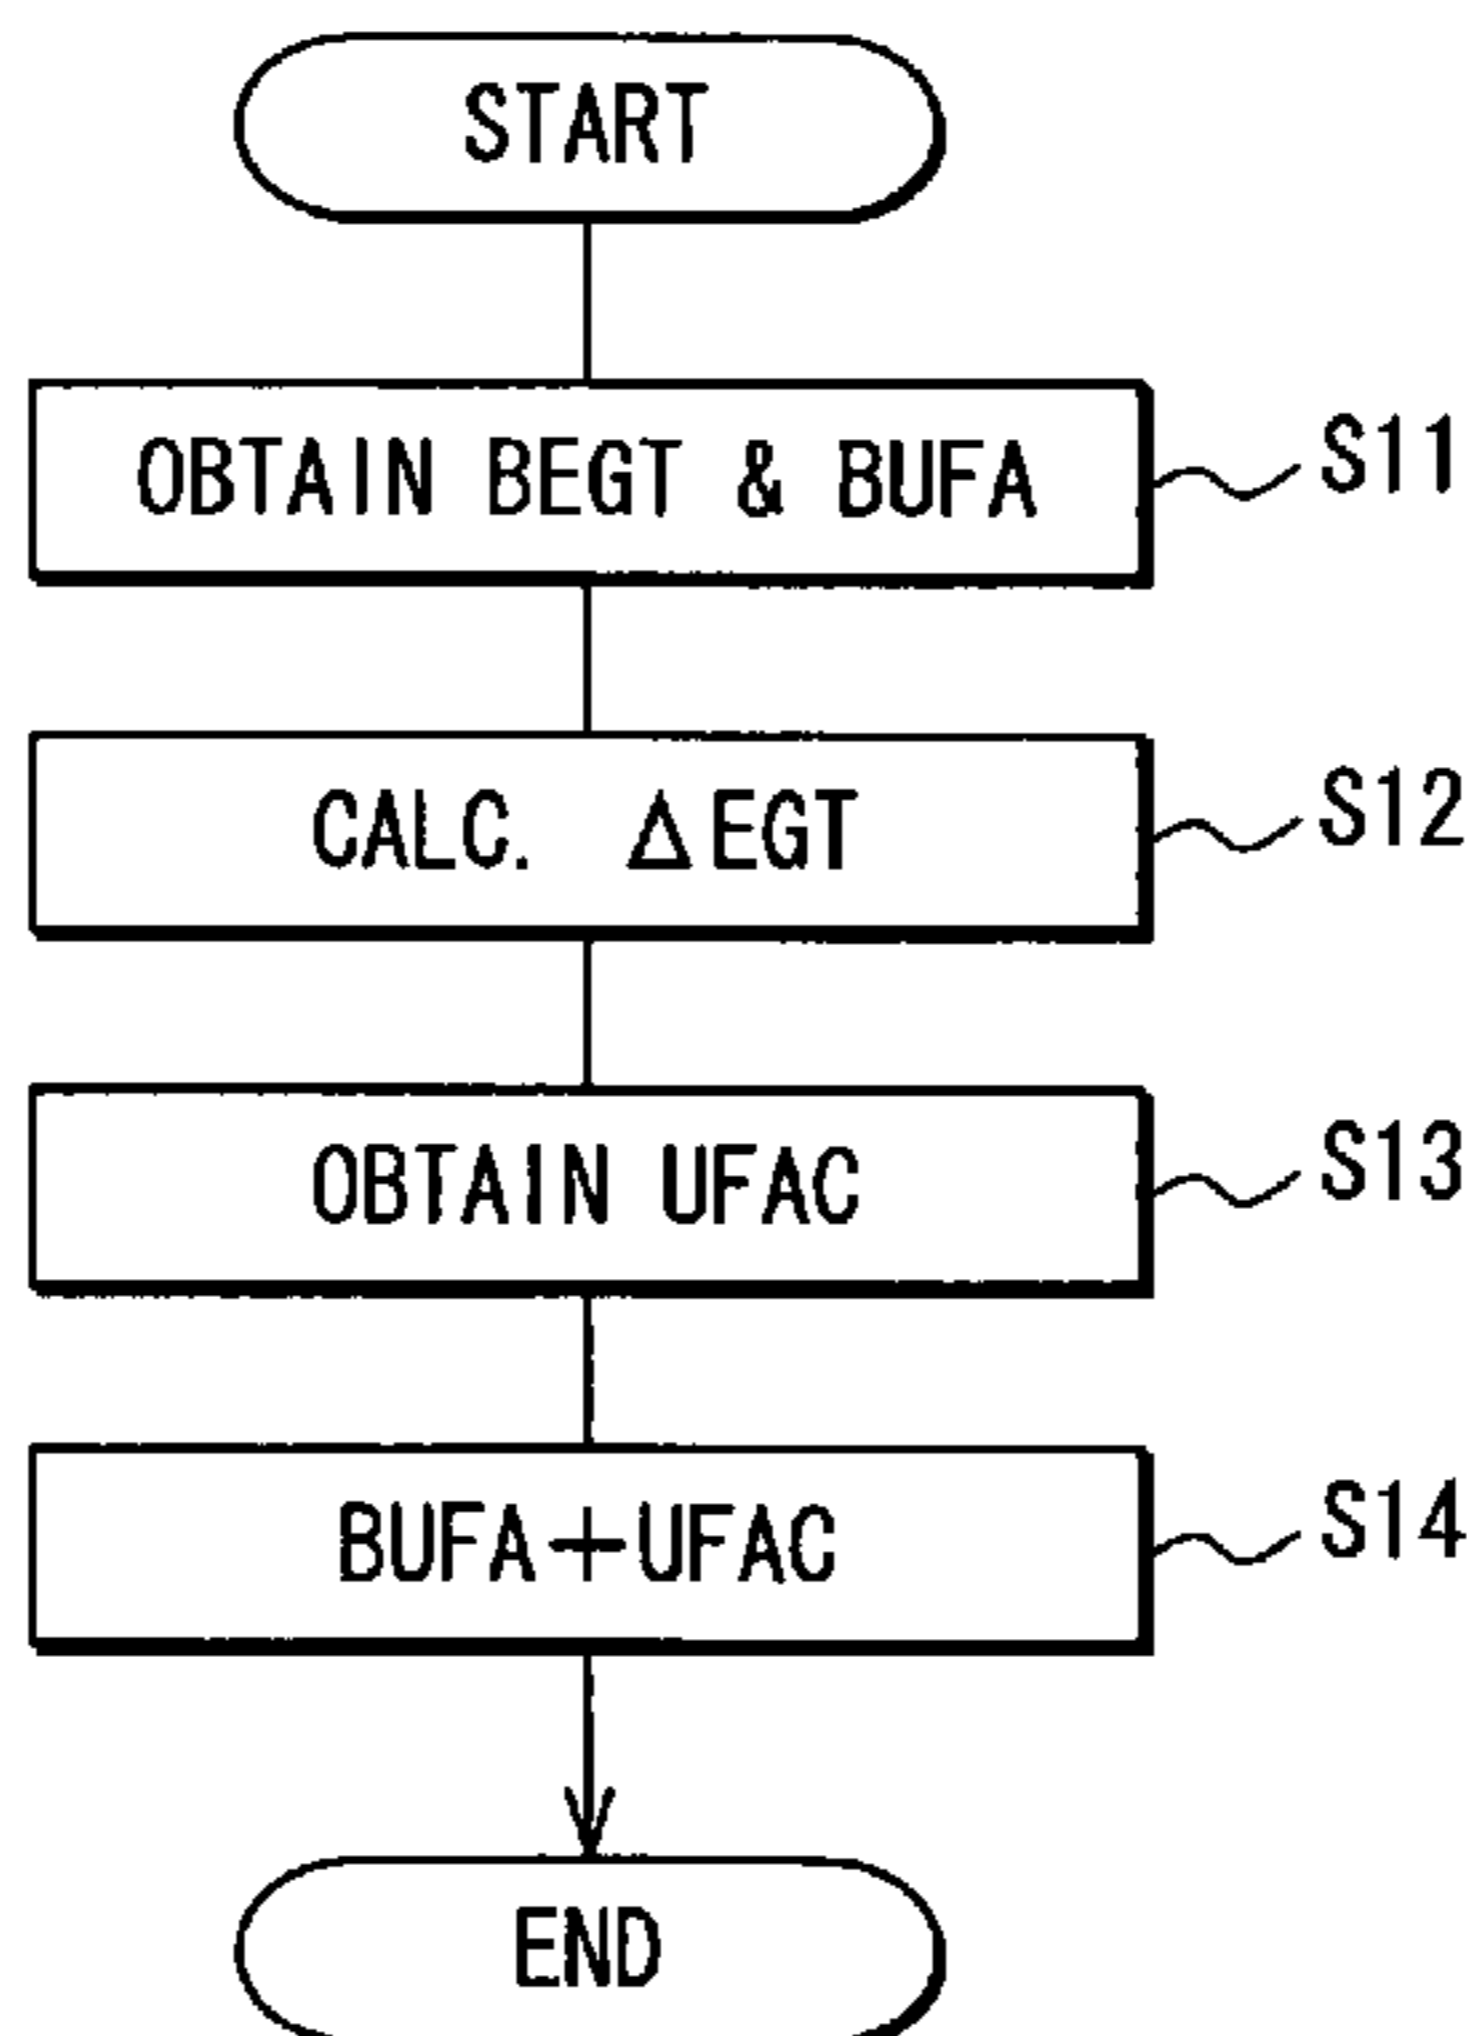 START
OBTAIN BEGT & BUFA
S11
CALC. ΔEGT
S12
OBTAIN UFAC
S13
BUFA+UFAC
S14
END